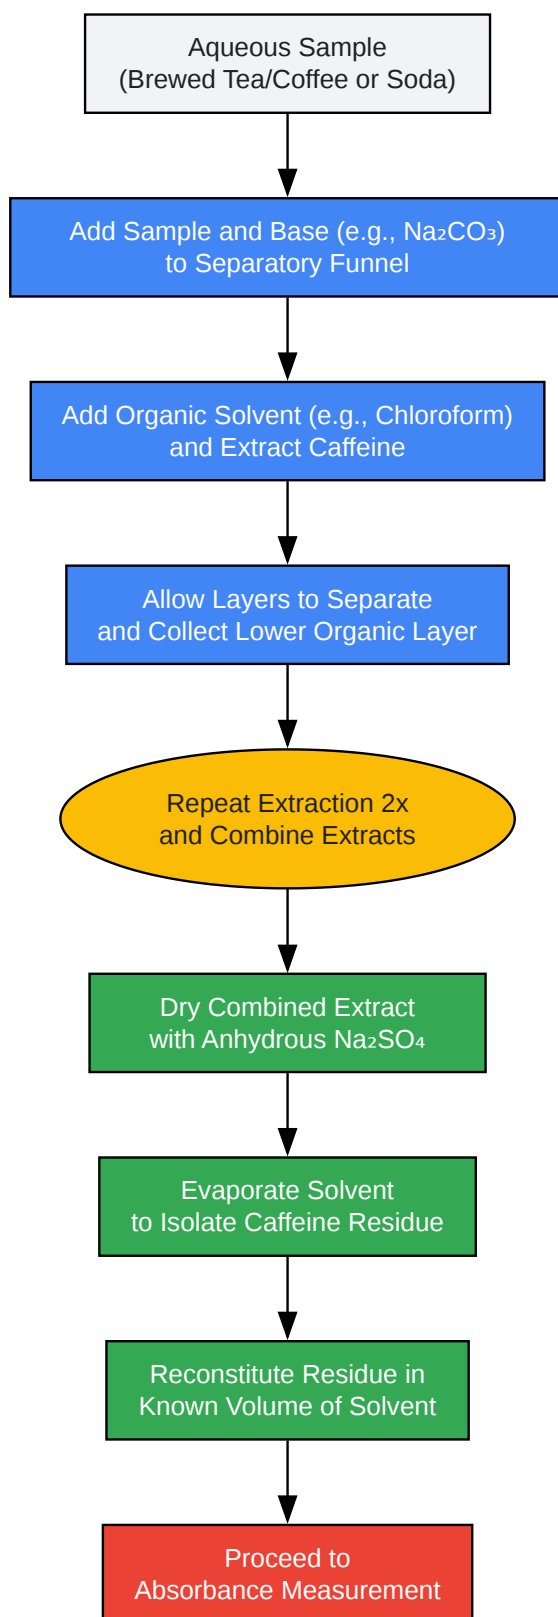 Aqueous Sample
(Brewed Tea/Coffee or Soda)
Add Sample and Base (e.g., Na₂CO₃)
to Separatory Funnel
Add Organic Solvent (e.g., Chloroform)
and Extract Caffeine
Allow Layers to Separate
and Collect Lower Organic Layer
Repeat Extraction 2x
and Combine Extracts
Dry Combined Extract
with Anhydrous Na₂SO₄
Evaporate Solvent
to Isolate Caffeine Residue
Reconstitute Residue in
Known Volume of Solvent
Proceed to
Absorbance Measurement